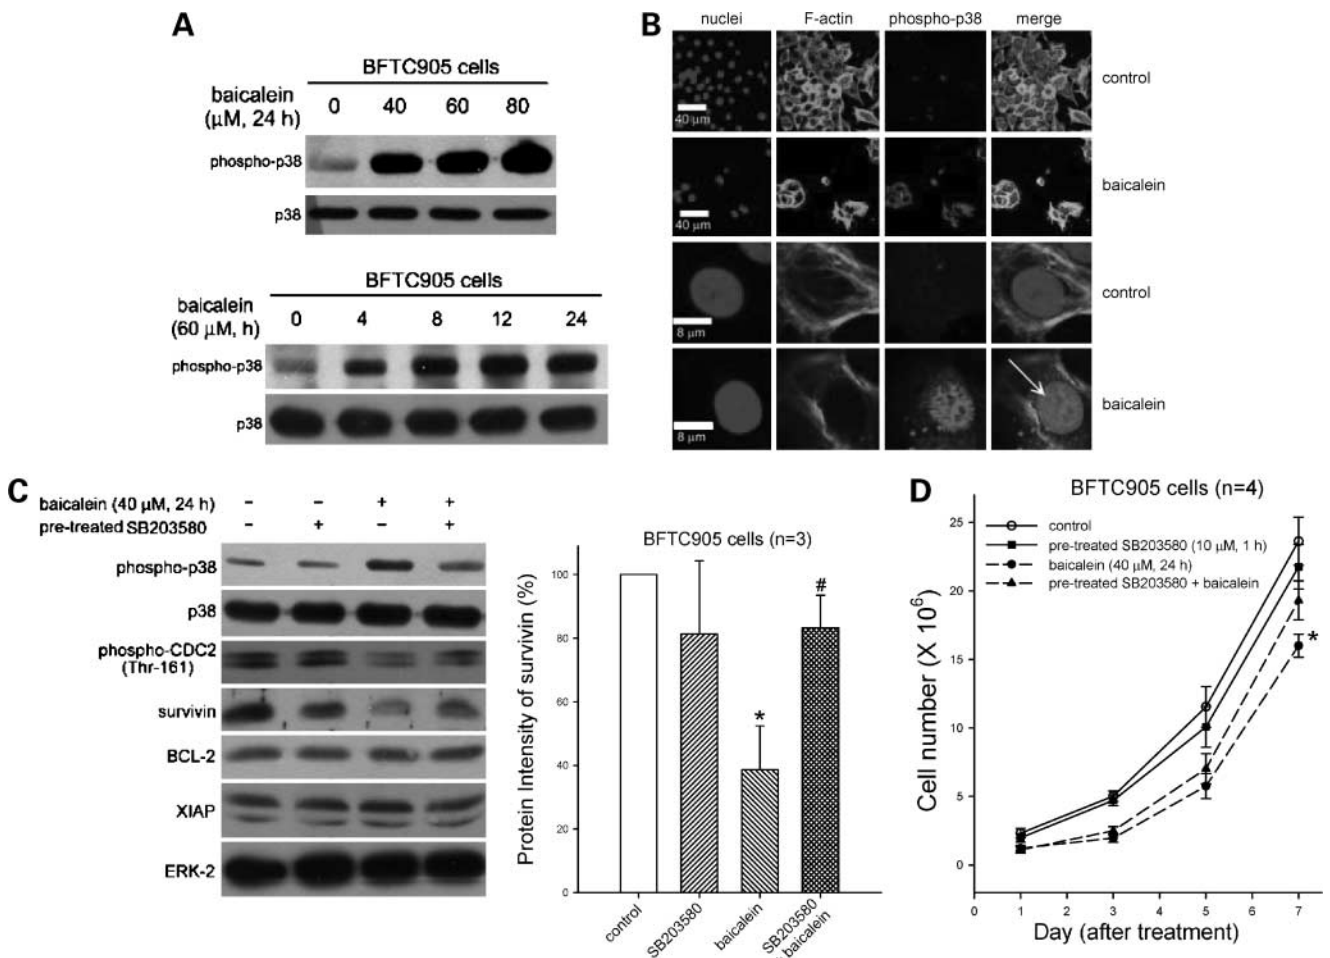 A
BFTC905 cells
baicalein
(μM, 24 h)
0 40 60 80
phospho-p38
p38
BFTC905 cells
baicalein
(60 μM, h)
0 4 8 12 24
phospho-p38
p38
B
nuclei F-actin phospho-p38 merge
40 μm
control
40 μm
baicalein
8 μm
control
8 μm
baicalein
C
baicalein (40 μM, 24 h) - - + +
pre-treated SB203580 - + - +
phospho-p38
p38
phospho-CDC2
(Thr-161)
survivin
BCL-2
XIAP
ERK-2
BFTC905 cells (n=3)
Protein Intensity of survivin (%)
100
80
60
40
20
0
* #
control
SB203580
baicalein
SB203580
baicalein
D
BFTC905 cells (n=4)
control
pre-treated SB203580 (10 μM, 1 h)
baicalein (40 μM, 24 h)
pre-treated SB203580 + baicalein
Cell number (X 10⁶)
25
20
15
10
5
0
*
0 1 2 3 4 5 6 7
Day (after treatment)